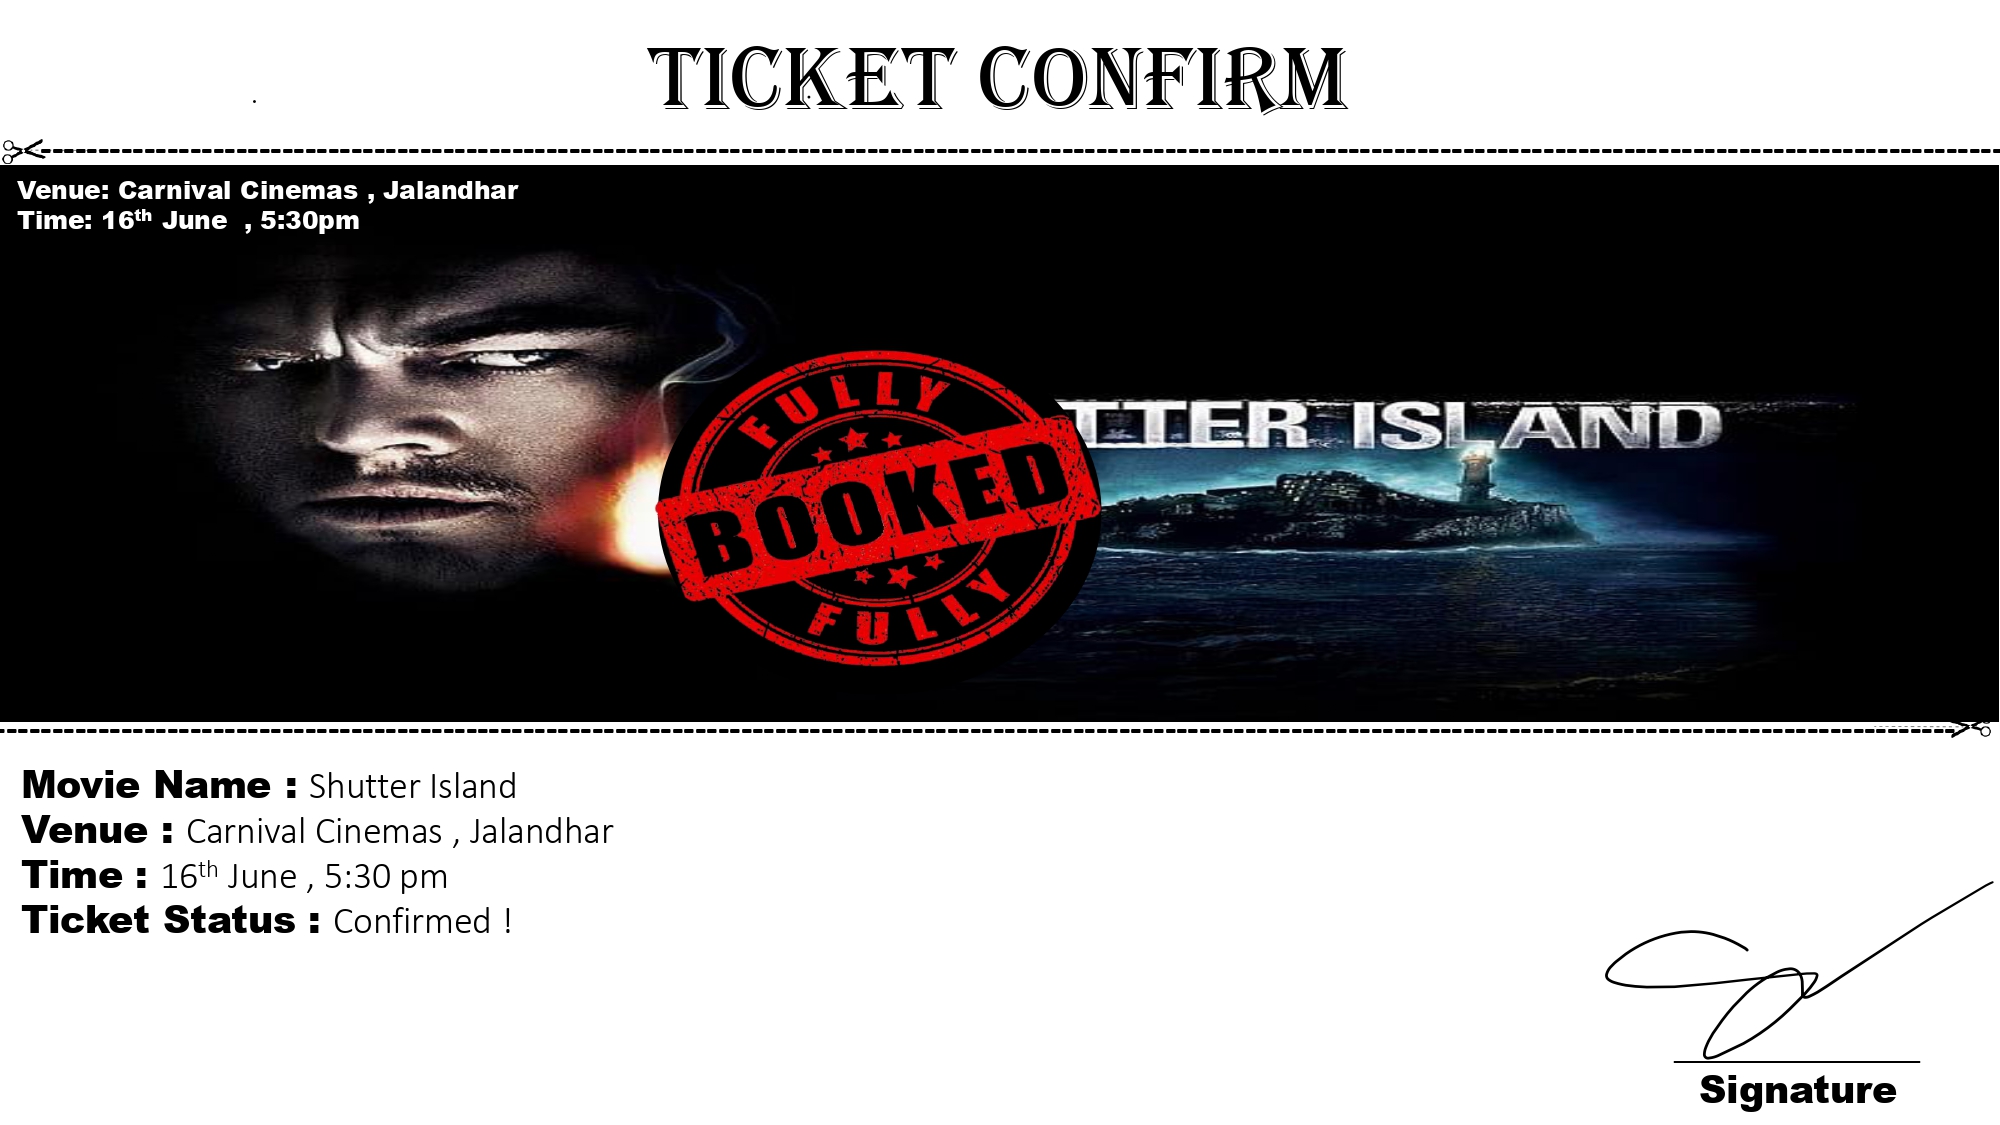 TICKET CONFIRM
Venue: Carnival Cinemas , Jalandhar
Time: 16th June , 5:30pm
FULLY
BOOKED
FULLY
TTER ISLAND
Movie Name : Shutter Island
Venue : Carnival Cinemas , Jalandhar
Time : 16th June , 5:30 pm
Ticket Status : Confirmed !
Signature